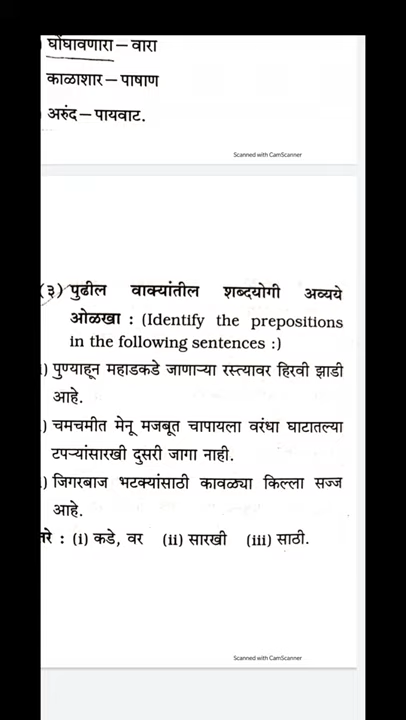 घोंघावणारा — वारा
काळाशार — पाषाण
अरुंद — पायवाट.
Scanned with CamScanner
(३) पुढील वाक्यांतील शब्दयोगी अव्यये
ओळखा : (Identify the prepositions
in the following sentences :)
) पुण्याहून महाडकडे जाणाऱ्या रस्त्यावर हिरवी झाडी
आहे.
) चमचमीत मेनू मजबूत चापायला वरंधा घाटातल्या
टपऱ्यांसारखी दुसरी जागा नाही.
) जिगरबाज भटक्यांसाठी कावळ्या किल्ला सज्ज
आहे.
तरे : (i) कडे, वर (ii) सारखी (iii) साठी.
Scanned with CamScanner